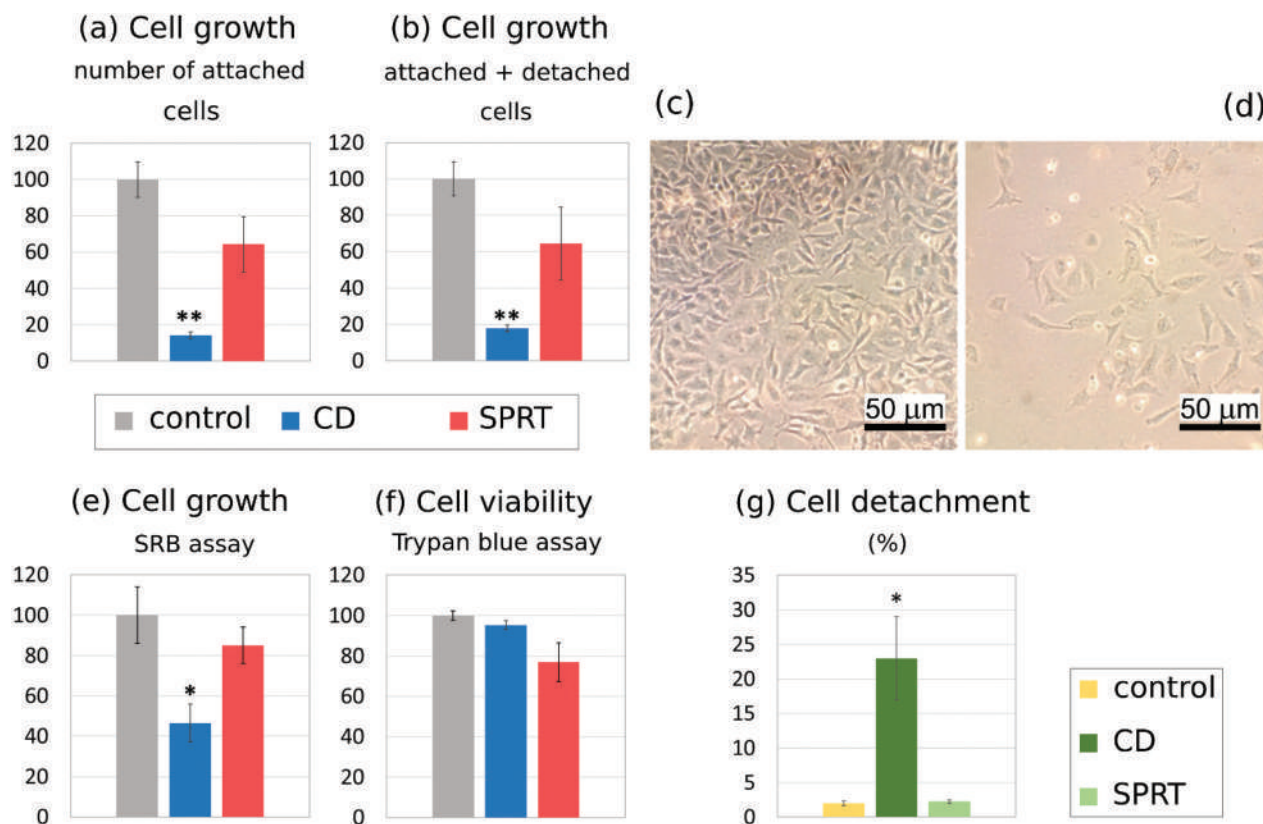 (a) Cell growth
number of attached
cells
120
100
80
60
40
20
0
**
(b) Cell growth
attached + detached
cells
120
100
80
60
40
20
0
**
(c)
50 μm
(d)
50 μm
control CD SPRT
(e) Cell growth
SRB assay
120
100
80
60
40
20
0
*
(f) Cell viability
Trypan blue assay
120
100
80
60
40
20
0
(g) Cell detachment
(%)
35
30
25
20
15
10
5
0
*
control
CD
SPRT